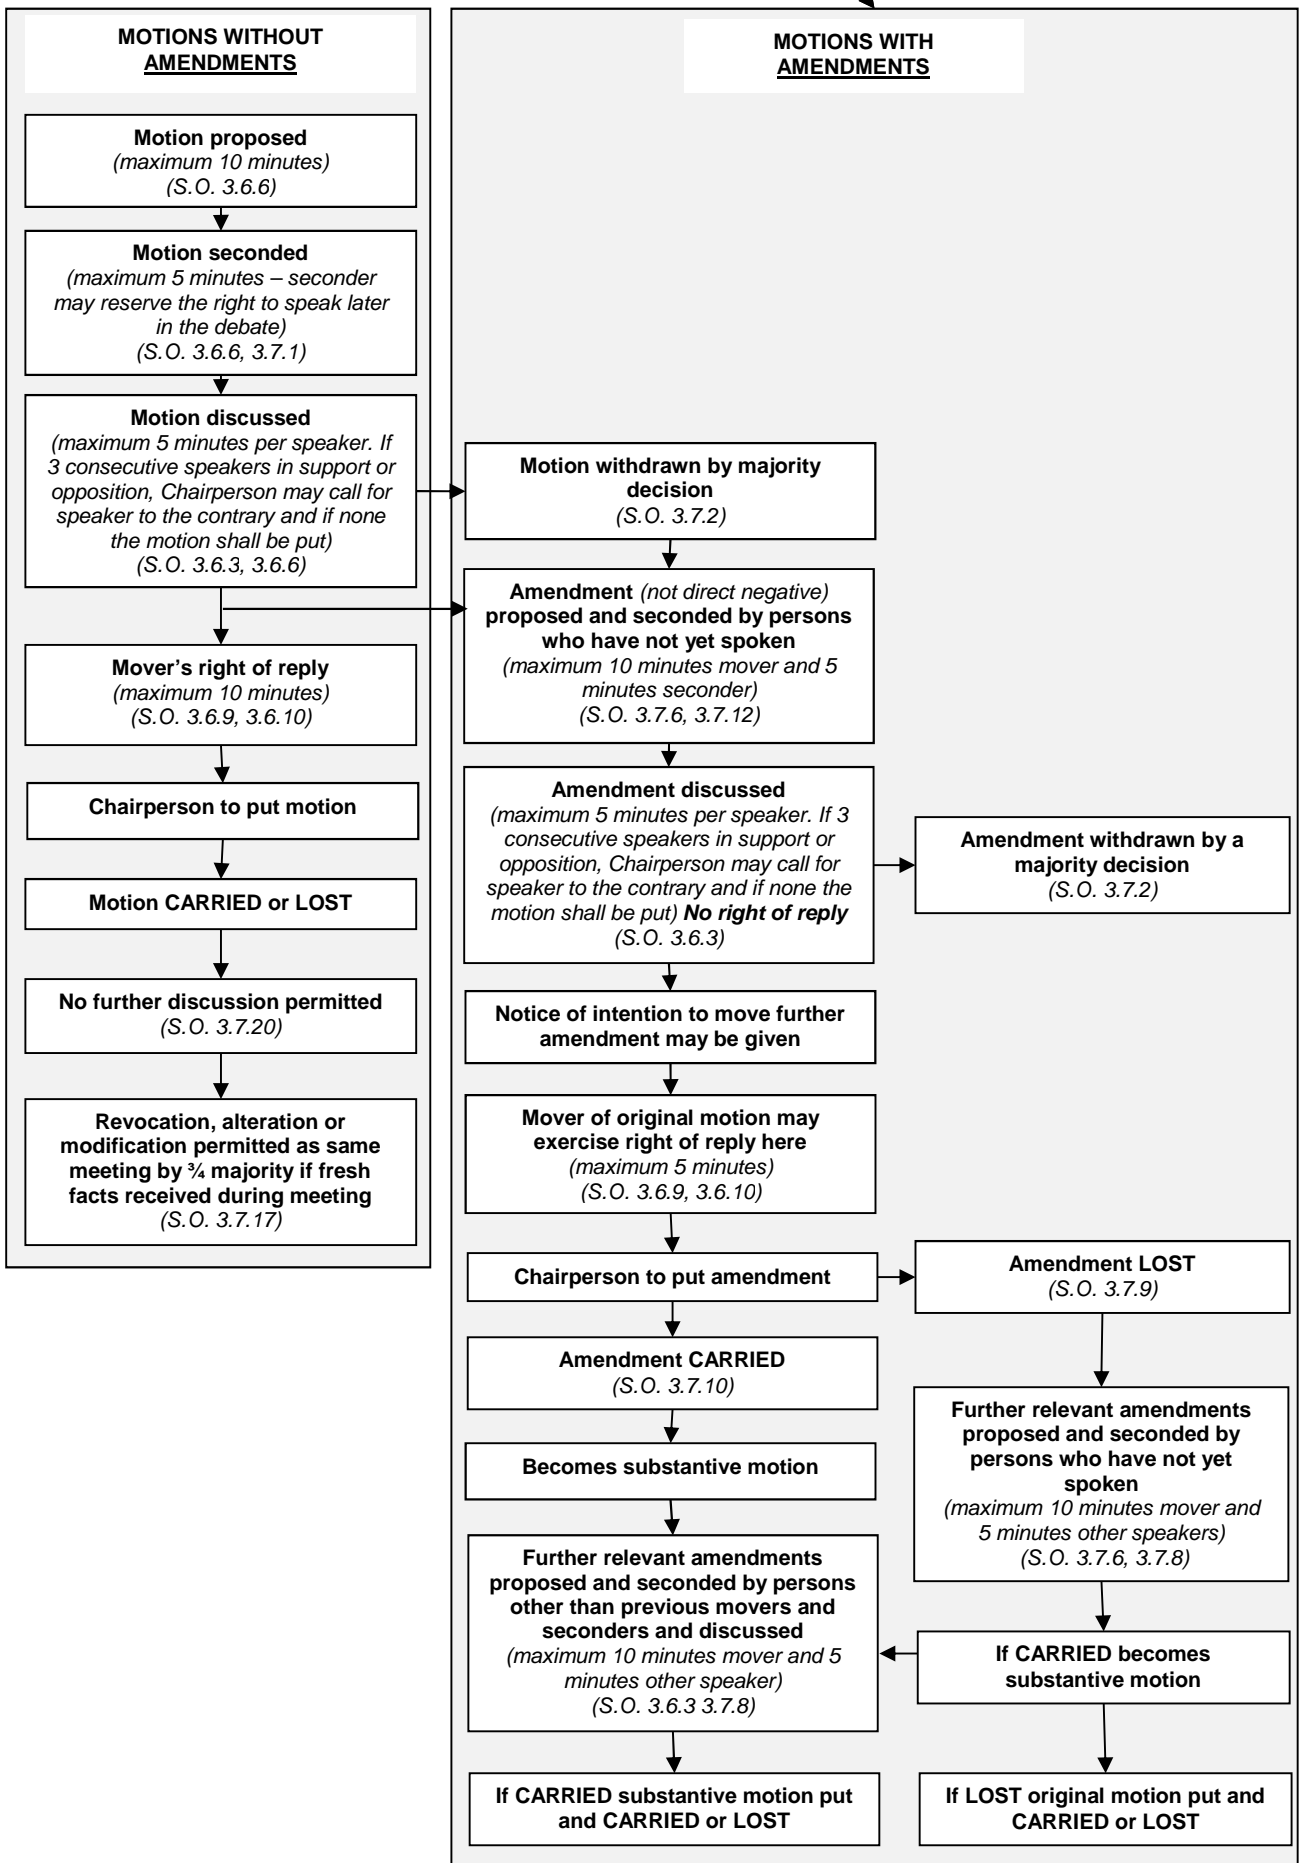 MOTIONS WITHOUT
AMENDMENTS
Motion proposed
(maximum 10 minutes)
(S.O. 3.6.6)
Motion seconded
(maximum 5 minutes – seconder
may reserve the right to speak later
in the debate)
(S.O. 3.6.6, 3.7.1)
Motion discussed
(maximum 5 minutes per speaker. If
3 consecutive speakers in support or
opposition, Chairperson may call for
speaker to the contrary and if none
the motion shall be put)
(S.O. 3.6.3, 3.6.6)
Mover's right of reply
(maximum 10 minutes)
(S.O. 3.6.9, 3.6.10)
Chairperson to put motion
Motion CARRIED or LOST
No further discussion permitted
(S.O. 3.7.20)
Revocation, alteration or
modification permitted as same
meeting by ¾ majority if fresh
facts received during meeting
(S.O. 3.7.17)
MOTIONS WITH
AMENDMENTS
Motion withdrawn by majority
decision
(S.O. 3.7.2)
Amendment (not direct negative)
proposed and seconded by persons
who have not yet spoken
(maximum 10 minutes mover and 5
minutes seconder)
(S.O. 3.7.6, 3.7.12)
Amendment discussed
(maximum 5 minutes per speaker. If 3
consecutive speakers in support or
opposition, Chairperson may call for
speaker to the contrary and if none the
motion shall be put) No right of reply
(S.O. 3.6.3)
Amendment withdrawn by a
majority decision
(S.O. 3.7.2)
Notice of intention to move further
amendment may be given
Mover of original motion may
exercise right of reply here
(maximum 5 minutes)
(S.O. 3.6.9, 3.6.10)
Chairperson to put amendment
Amendment LOST
(S.O. 3.7.9)
Amendment CARRIED
(S.O. 3.7.10)
Becomes substantive motion
Further relevant amendments
proposed and seconded by
persons who have not yet
spoken
(maximum 10 minutes mover and
5 minutes other speakers)
(S.O. 3.7.6, 3.7.8)
Further relevant amendments
proposed and seconded by persons
other than previous movers and
seconders and discussed
(maximum 10 minutes mover and 5
minutes other speaker)
(S.O. 3.6.3 3.7.8)
If CARRIED becomes
substantive motion
If CARRIED substantive motion put
and CARRIED or LOST
If LOST original motion put and
CARRIED or LOST